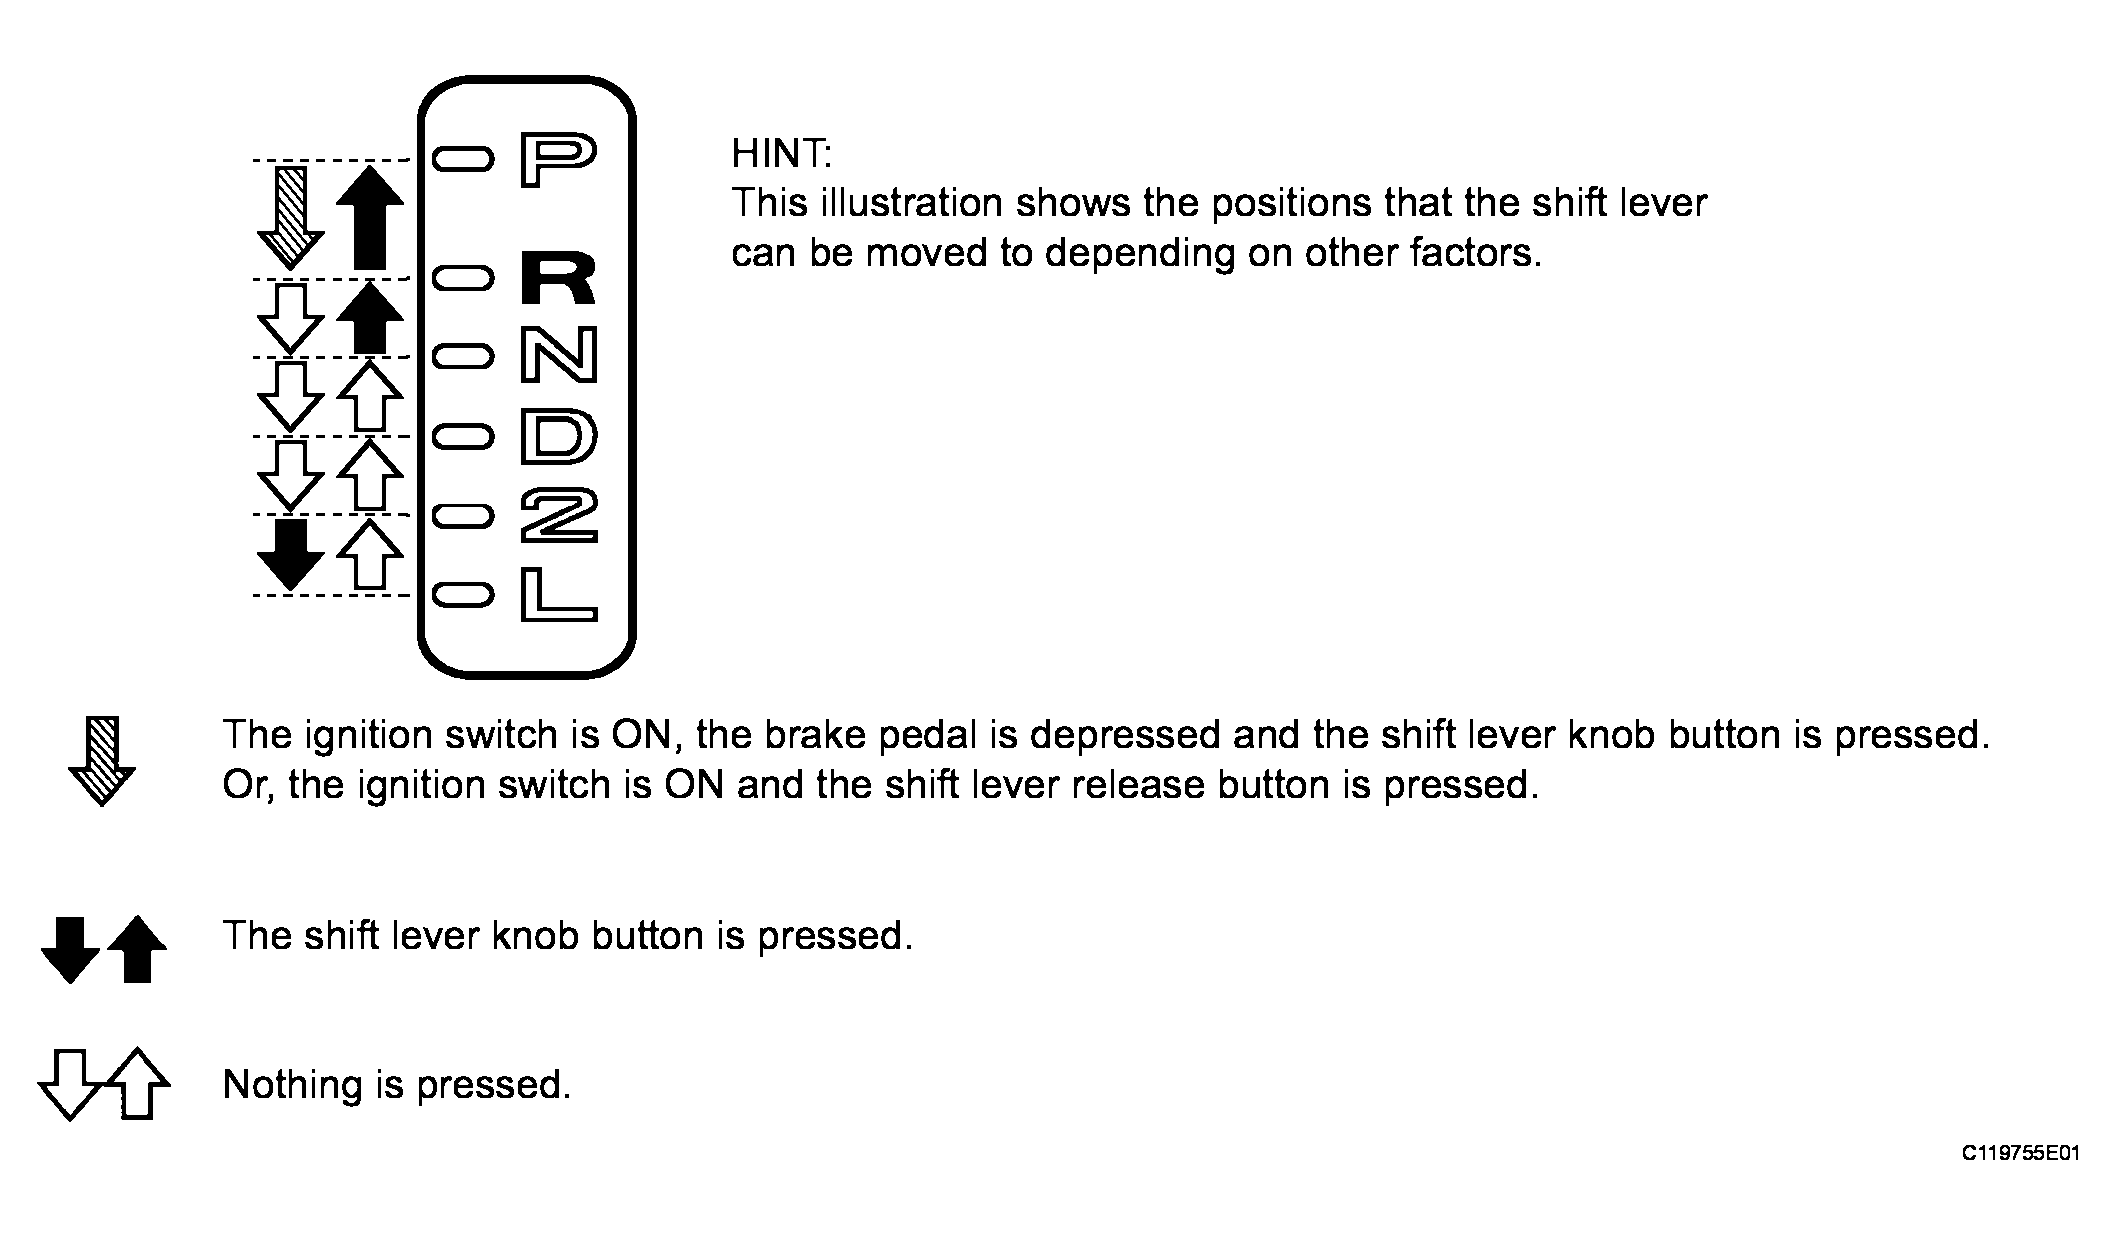 P
R
N
D
2
L
HINT:
This illustration shows the positions that the shift lever
can be moved to depending on other factors.
The ignition switch is ON, the brake pedal is depressed and the shift lever knob button is pressed.
Or, the ignition switch is ON and the shift lever release button is pressed.
The shift lever knob button is pressed.
Nothing is pressed.
C119755E01